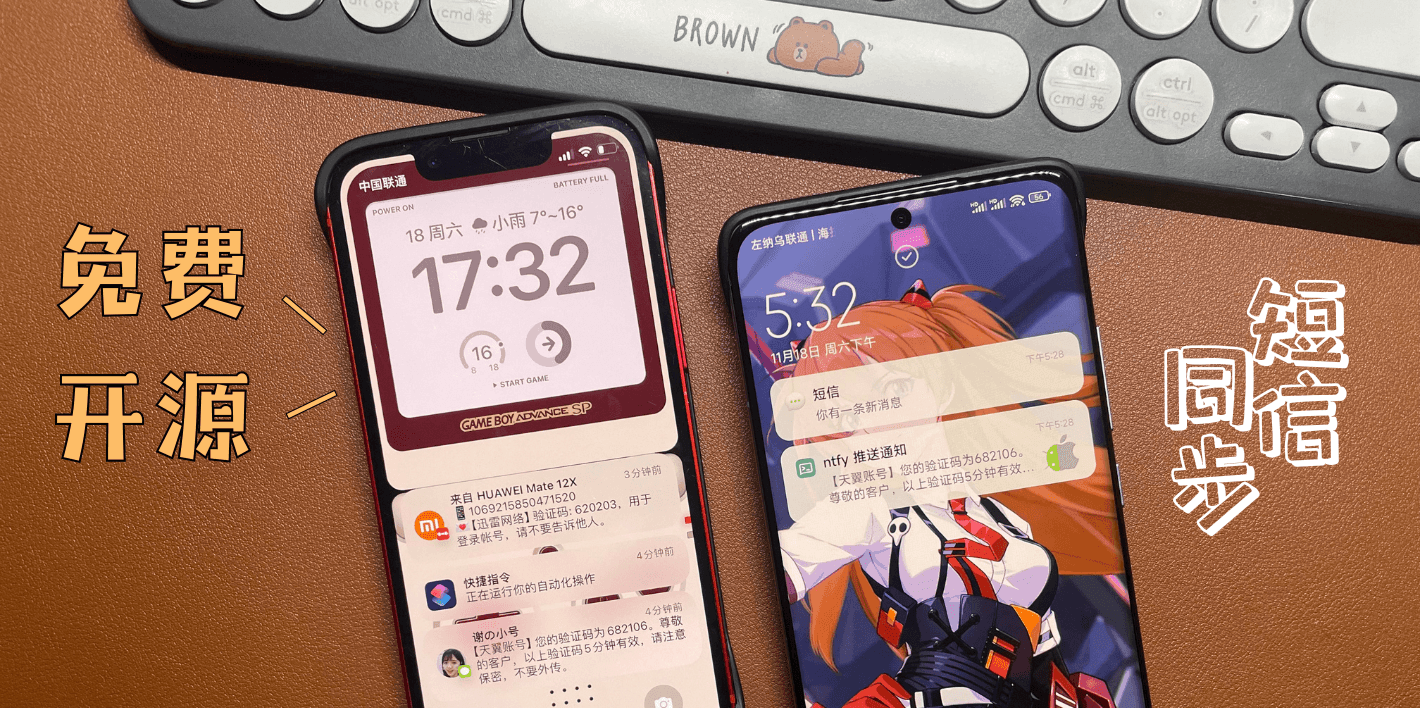 alt opt
cmd ⌘
BROWN
alt
cmd ⌘
ctrl
alt opt
免费
开源
短信
同步
中国联通
POWER ON
BATTERY FULL
18 周六 小雨 7°~16°
17:32
16
8 18
START GAME
GAME BOY ADVANCE SP
来自 HUAWEI Mate 12X
3分钟前
1069215850471520
【迅雷网络】验证码: 620203，用于
登录帐号，请不要告诉他人。
快捷指令
4分钟前
正在运行你的自动化操作
谢の小号
4分钟前
【天翼账号】您的验证码为 682106。尊敬
的客户，以上验证码5分钟有效，请注意
保密，不要外传。
左纳乌联通 | 海
HD HD 56
5:32
11月18日 周六下午
短信
下午5:28
你有一条新消息
ntfy 推送通知
下午5:28
【天翼账号】您的验证码为682106。
尊敬的客户，以上验证码5分钟有效...